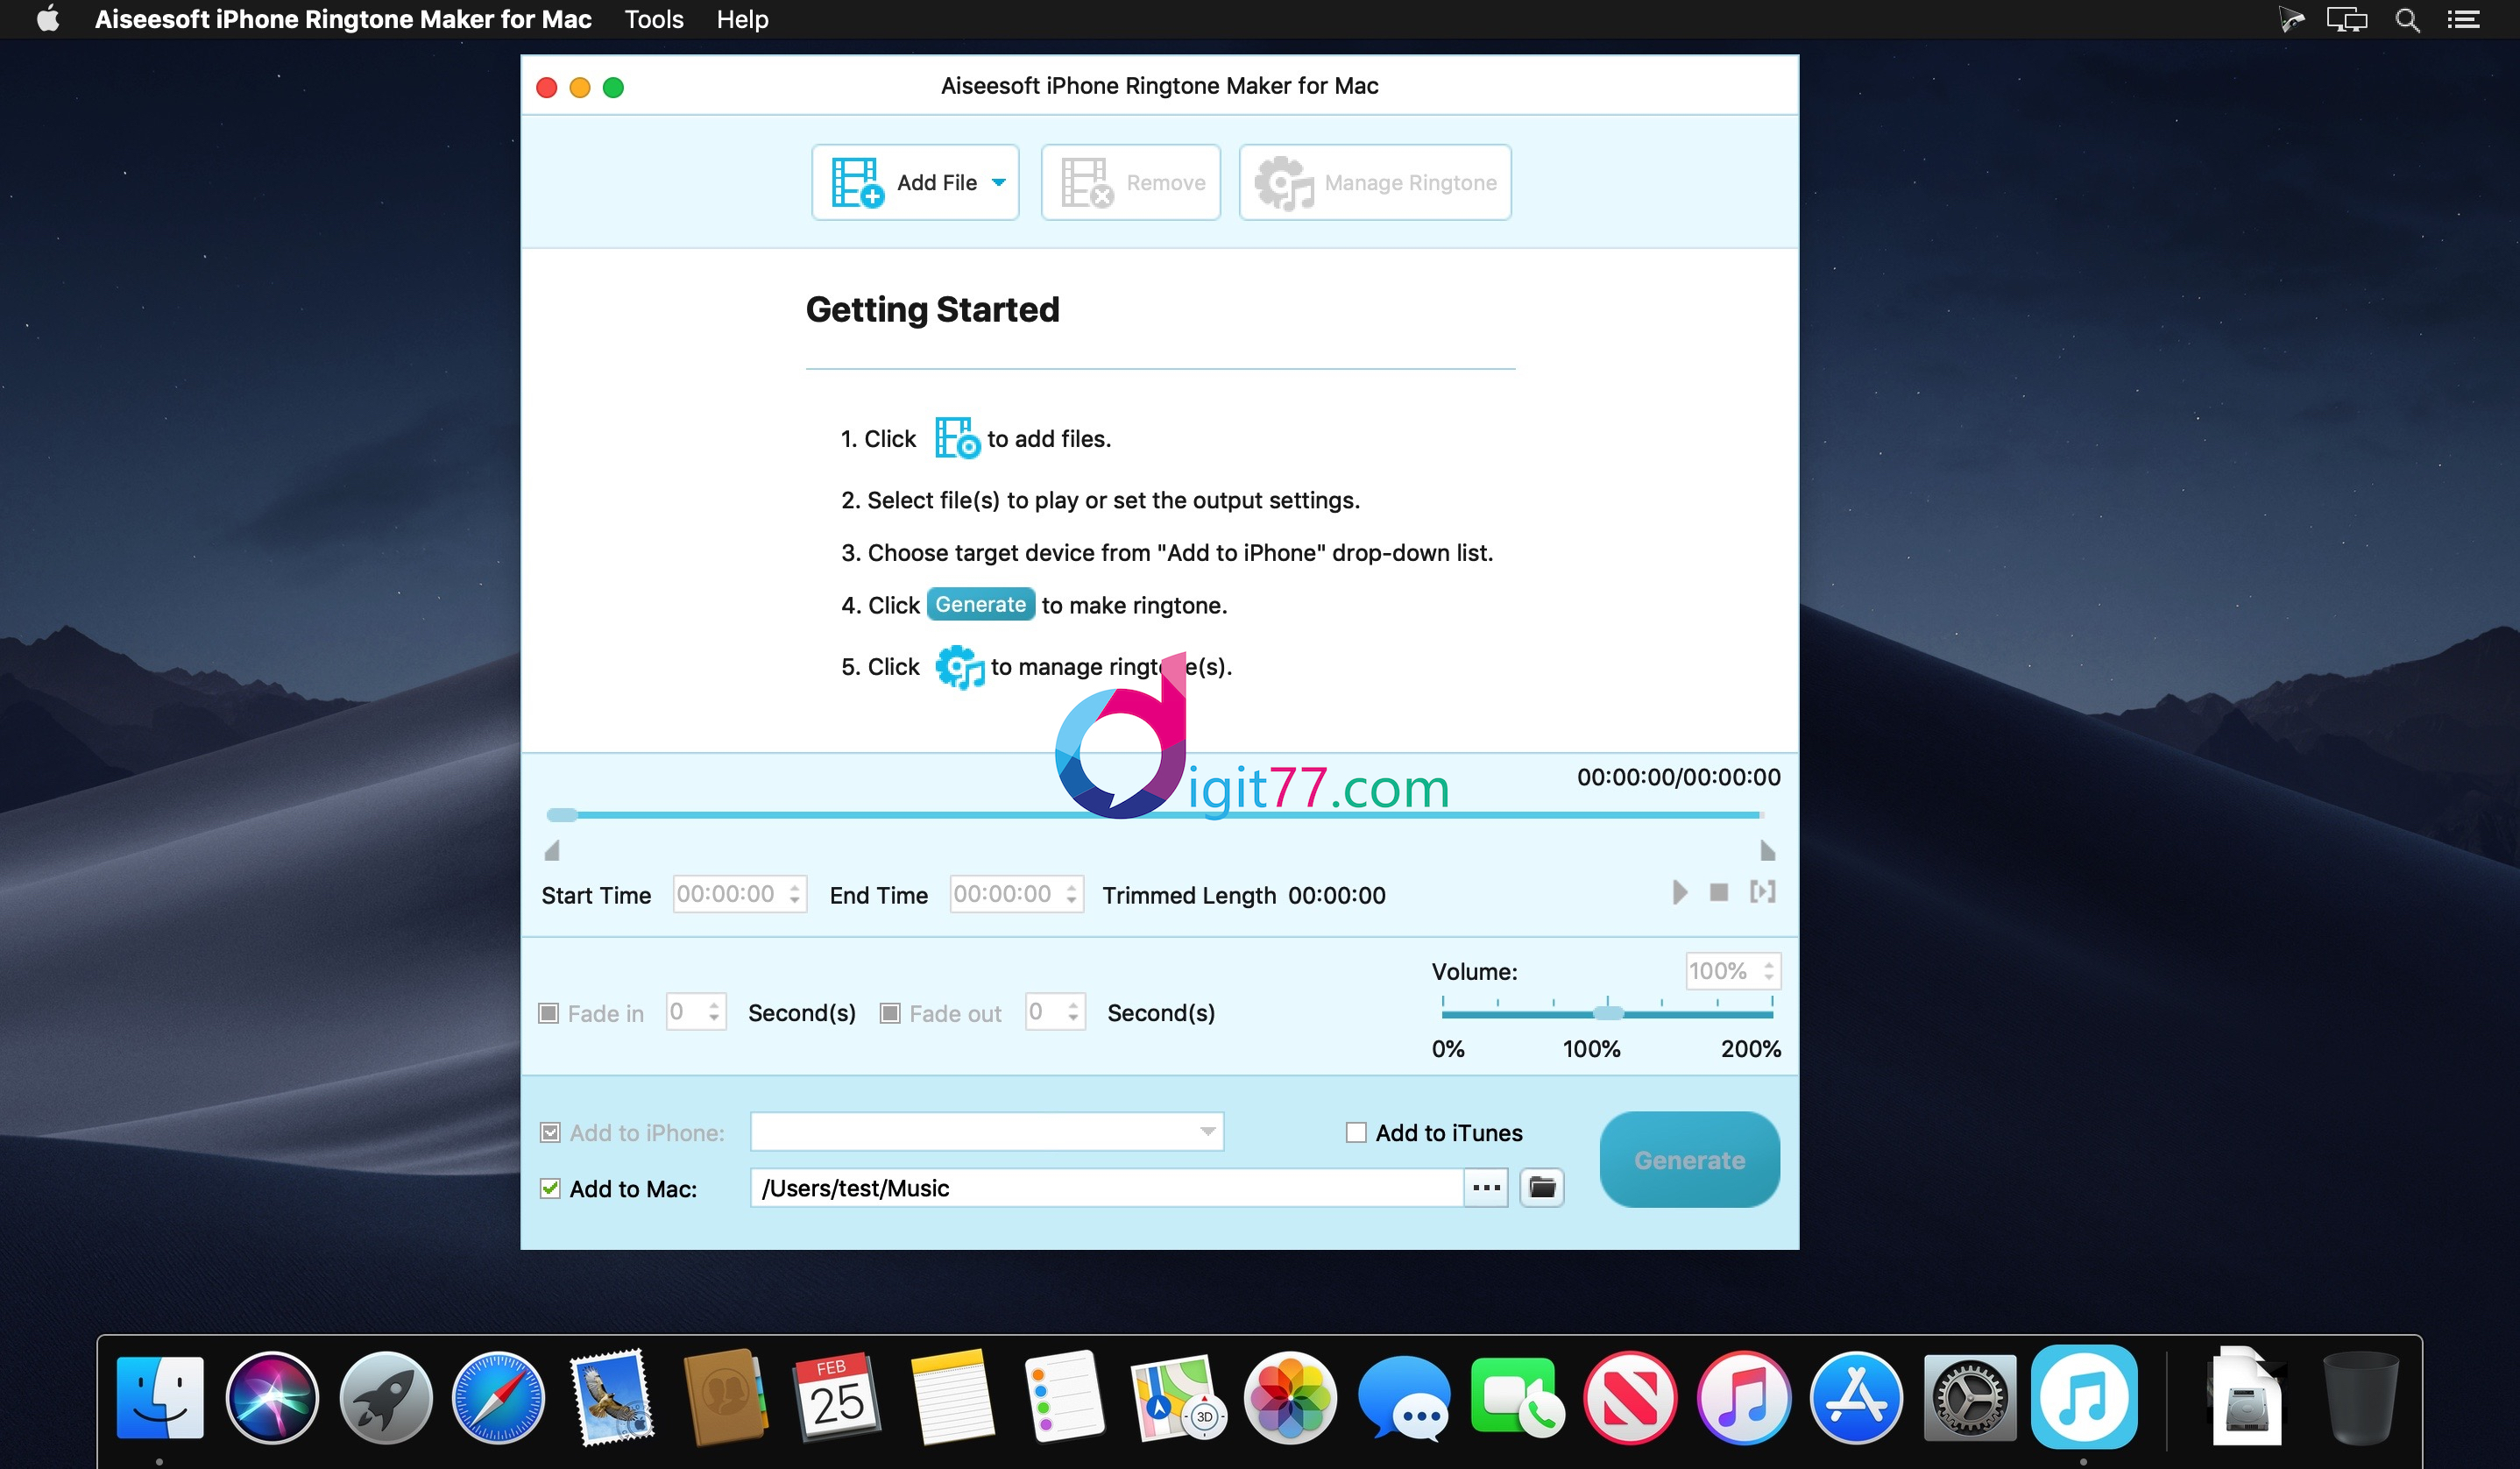 Aiseesoft iPhone Ringtone Maker for Mac Tools Help
Aiseesoft iPhone Ringtone Maker for Mac
Add File Remove Manage Ringtone
Getting Started
1. Click to add files.
2. Select file(s) to play or set the output settings.
3. Choose target device from "Add to iPhone" drop-down list.
4. Click Generate to make ringtone.
5. Click to manage ringtone(s).
digit77.com
00:00:00/00:00:00
Start Time 00:00:00 End Time 00:00:00 Trimmed Length 00:00:00
Volume: 100%
Fade in 0 Second(s) Fade out 0 Second(s)
0% 100% 200%
Add to iPhone: Add to iTunes
Generate
Add to Mac: /Users/test/Music
FEB
25
3D